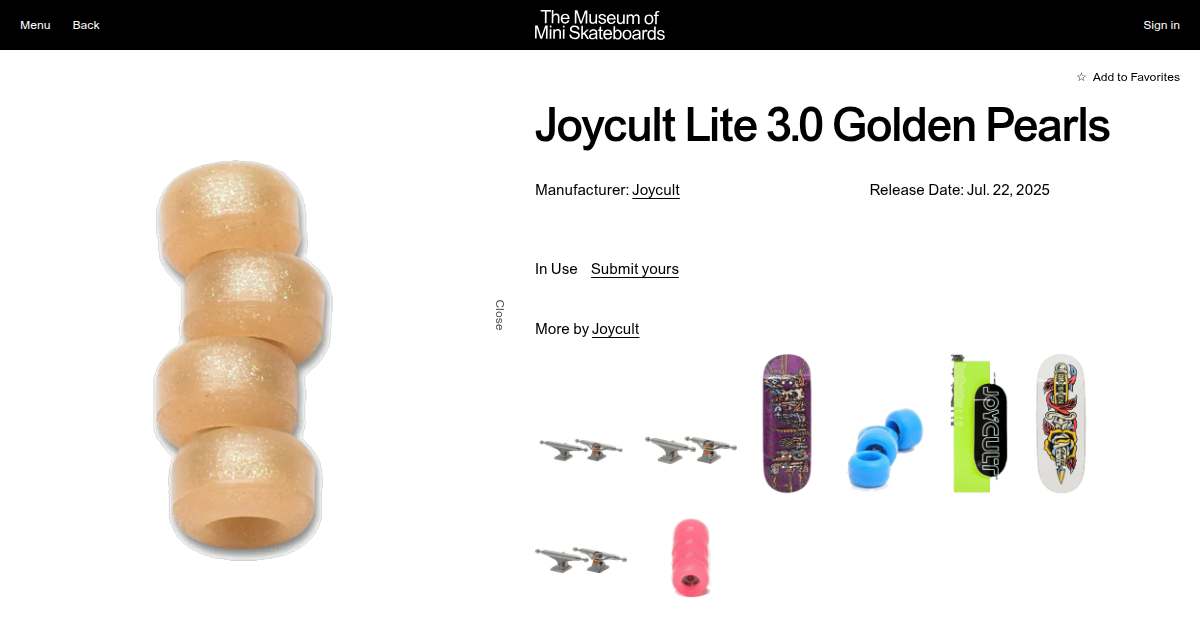 Menu
Back
The Museum of
Mini Skateboards
Sign in
☆ Add to Favorites
Joycult Lite 3.0 Golden Pearls
Manufacturer: Joycult
Release Date: Jul. 22, 2025
In Use
Submit yours
Close
More by Joycult
JOYCULT